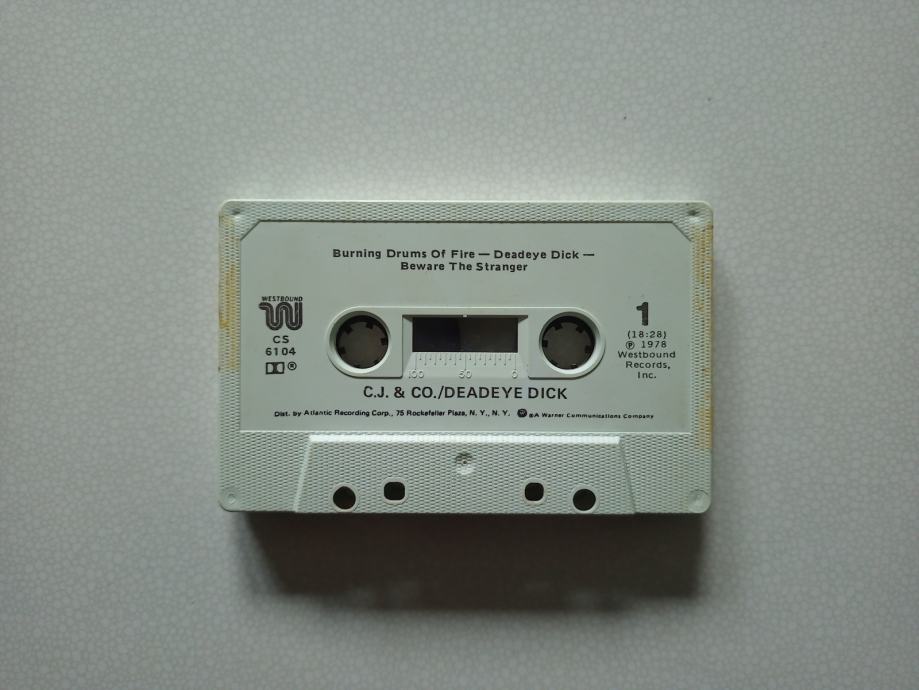 Burning Drums Of Fire — Deadeye Dick —
Beware The Stranger
WESTBOUND
W
CS
6104
®
1
(18:28)
℗ 1978
Westbound
Records,
Inc.
100 50 0
C.J. & CO./DEADEYE DICK
Dist. by Atlantic Recording Corp., 75 Rockefeller Plaza, N. Y., N. Y. ®A Warner Communications Company